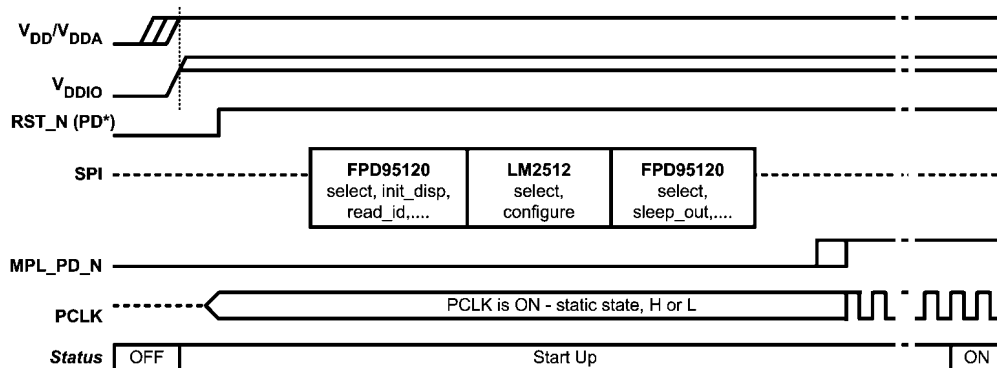 VDD/VDDA
VDDIO
RST_N (PD*)
SPI
FPD95120
select, init_disp,
read_id,....
LM2512
select,
configure
FPD95120
select,
sleep_out,....
MPL_PD_N
PCLK
PCLK is ON - static state, H or L
Status
OFF
Start Up
ON